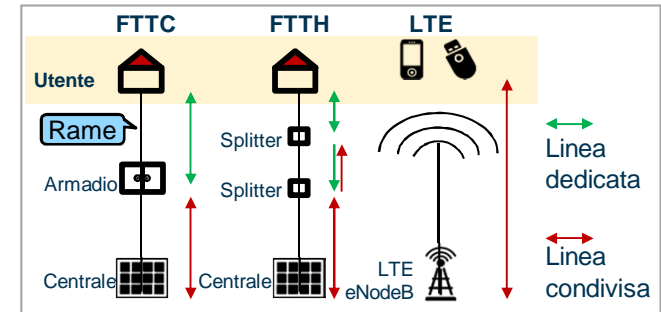 FTTC FTTH LTE
Utente
Rame
Splitter
Armadio
Splitter
Linea
dedicata
Centrale
Centrale
LTE
eNodeB
Linea
condivisa